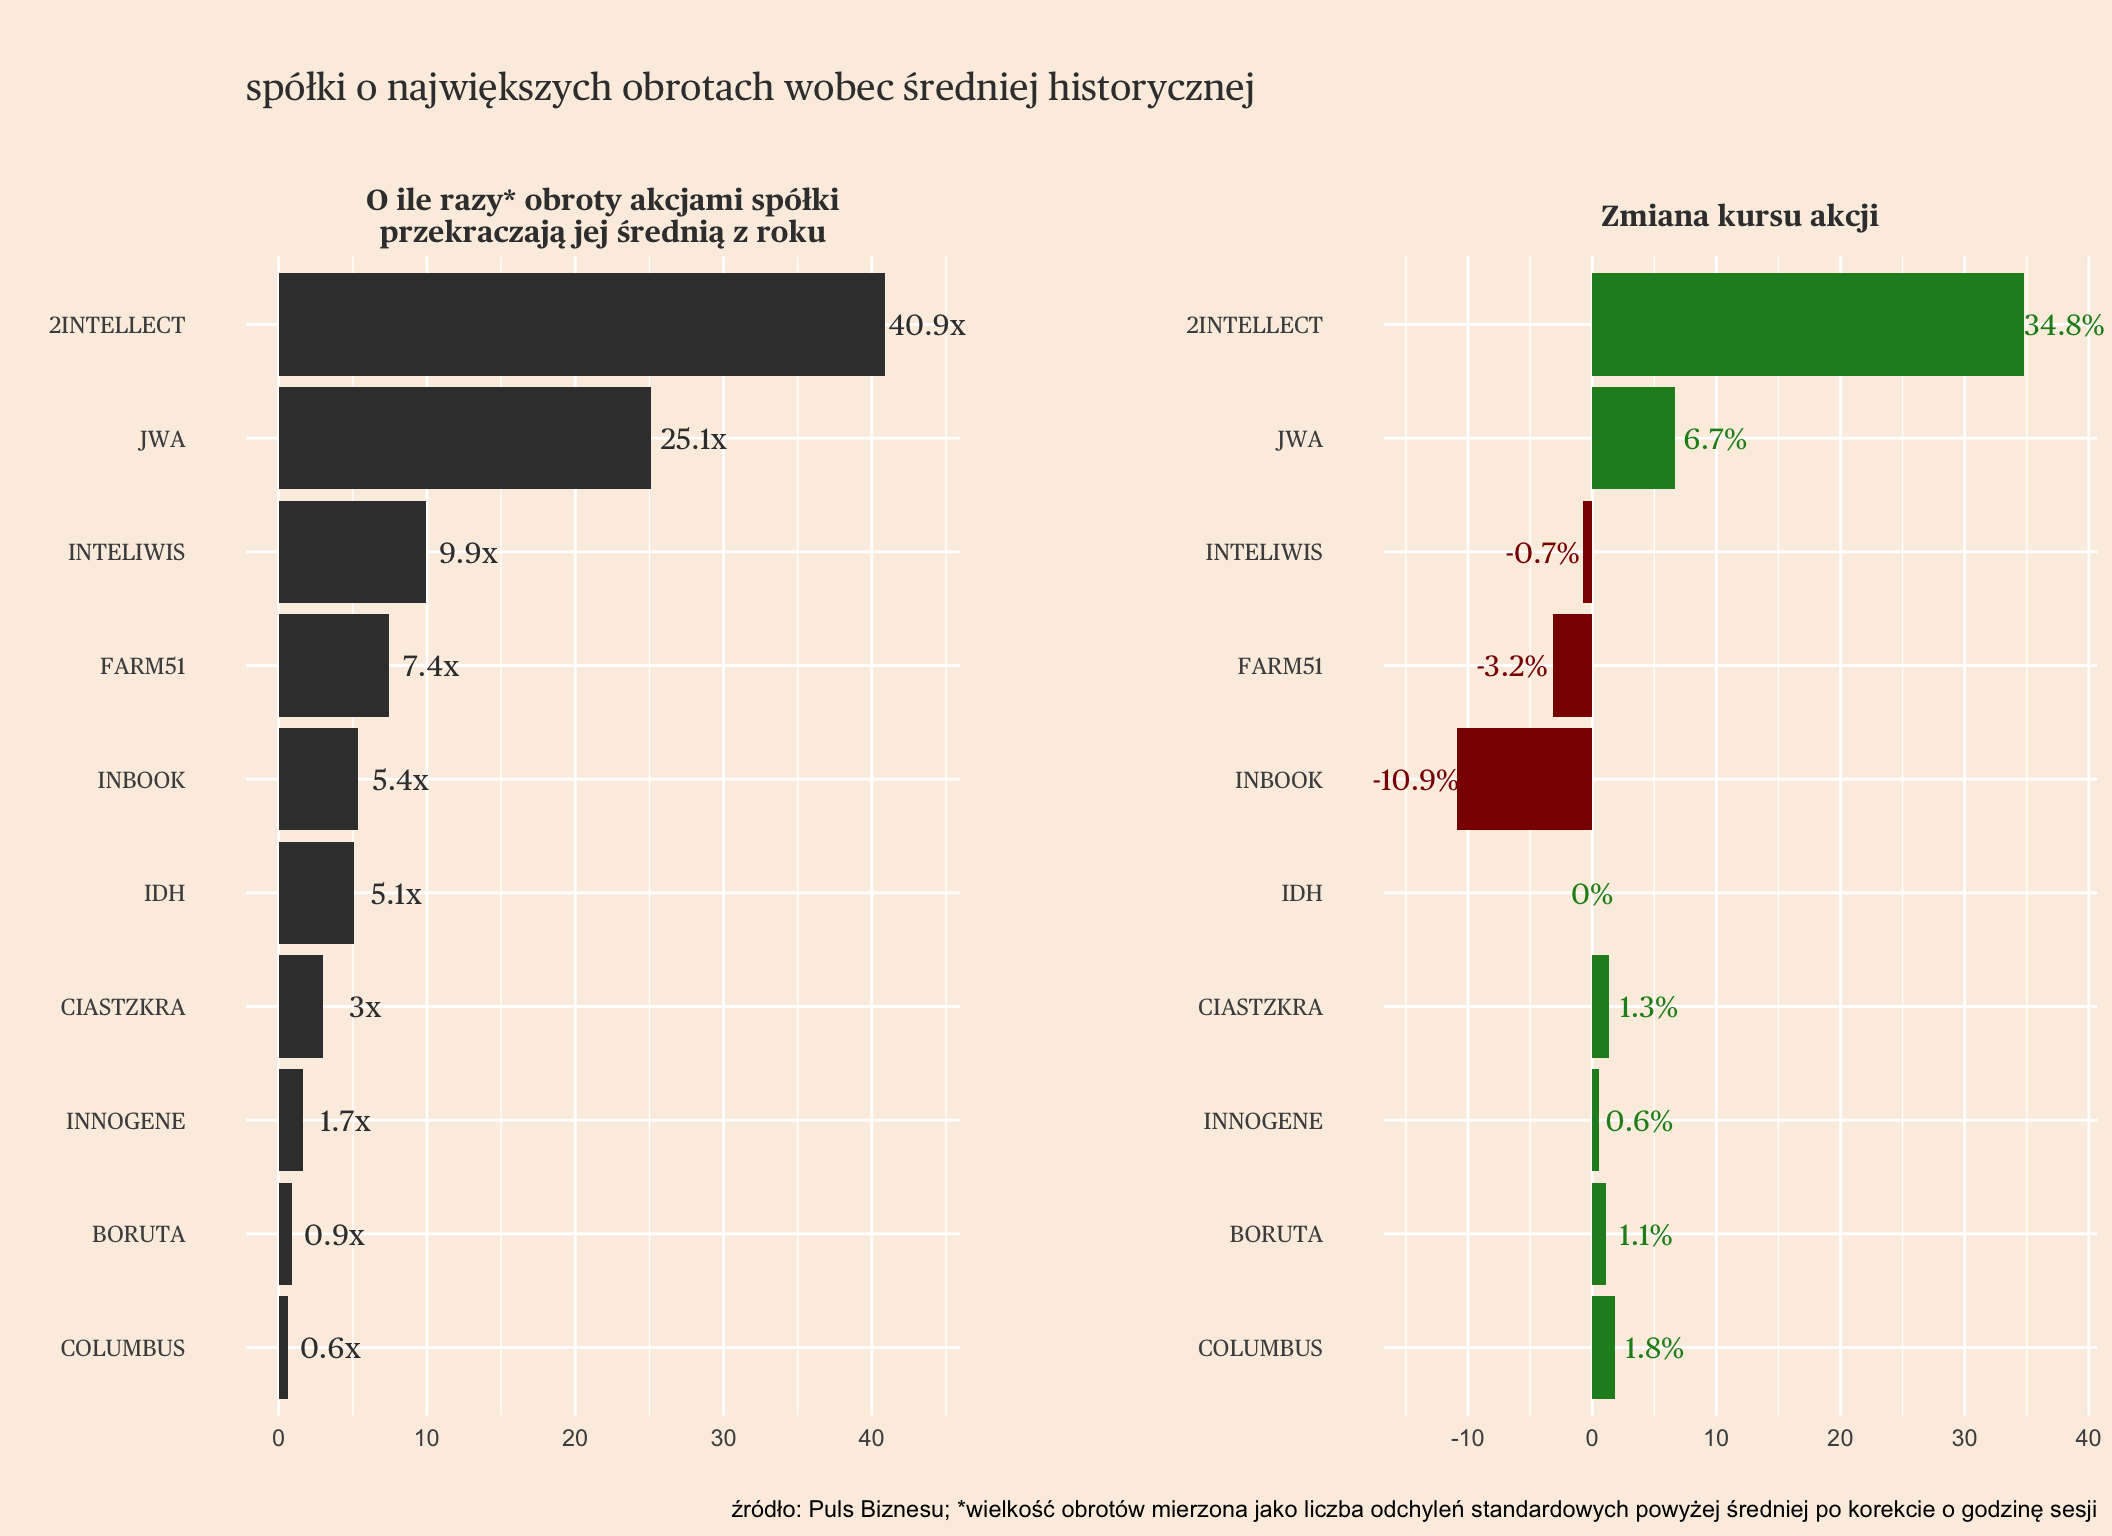 spółki o największych obrotach wobec średniej historycznej
O ile razy* obroty akcjami spółki
przekraczają jej średnią z roku
2INTELLECT 40.9x
JWA 25.1x
INTELIWIS 9.9x
FARM51 7.4x
INBOOK 5.4x
IDH 5.1x
CIASTZKRA 3x
INNOGENE 1.7x
BORUTA 0.9x
COLUMBUS 0.6x
0 10 20 30 40
Zmiana kursu akcji
2INTELLECT 34.8%
JWA 6.7%
INTELIWIS -0.7%
FARM51 -3.2%
INBOOK -10.9%
IDH 0%
CIASTZKRA 1.3%
INNOGENE 0.6%
BORUTA 1.1%
COLUMBUS 1.8%
-10 0 10 20 30 40
źródło: Puls Biznesu; *wielkość obrotów mierzona jako liczba odchyleń standardowych powyżej średniej po korekcie o godzinę sesji